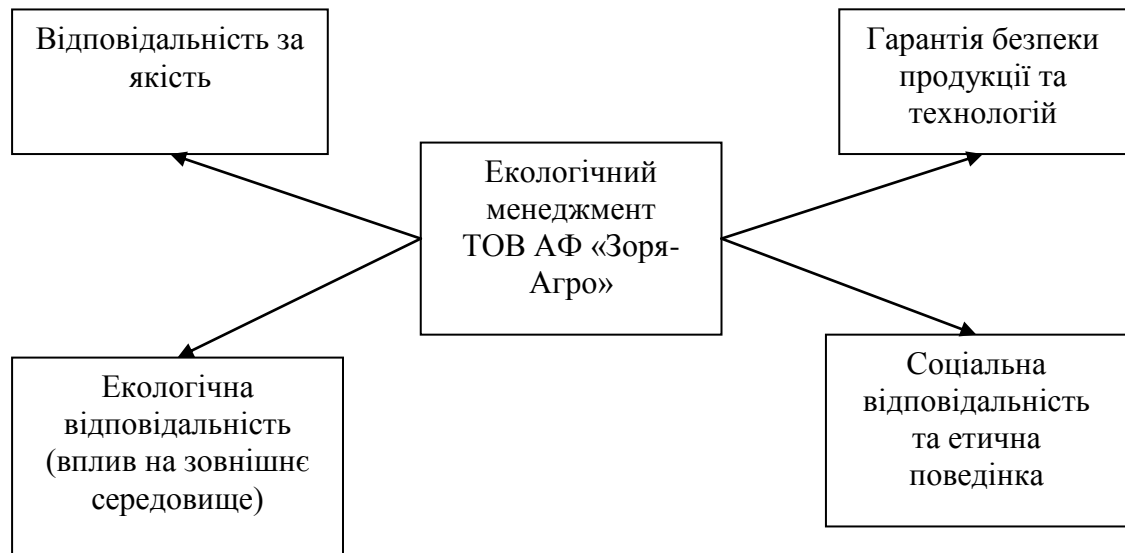 Відповідальність за
якість
Гарантія безпеки
продукції та
технологій
Екологічний
менеджмент
ТОВ АФ «Зоря-
Агро»
Екологічна
відповідальність
(вплив на зовнішнє
середовище)
Соціальна
відповідальність
та етична
поведінка